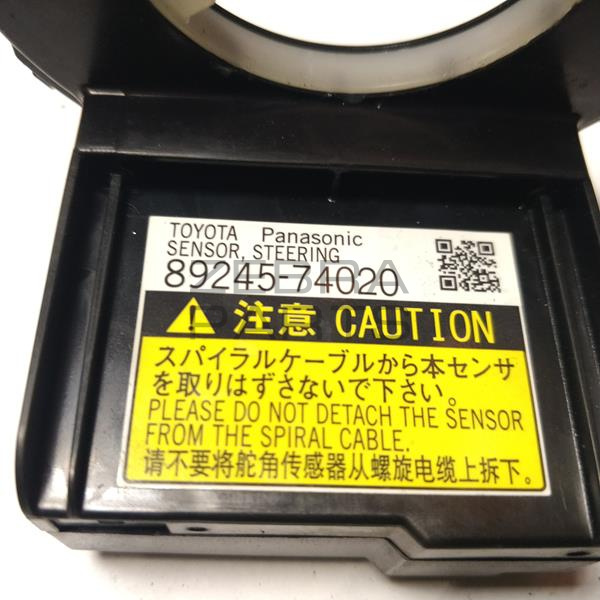 TOYOTA Panasonic
SENSOR, STEERING
89245-74020
注意 CAUTION
スパイラルケーブルから本センサ
を取りはずさないで下さい。
PLEASE DO NOT DETACH THE SENSOR
FROM THE SPIRAL CABLE.
请不要将舵角传感器从螺旋电缆上拆下。